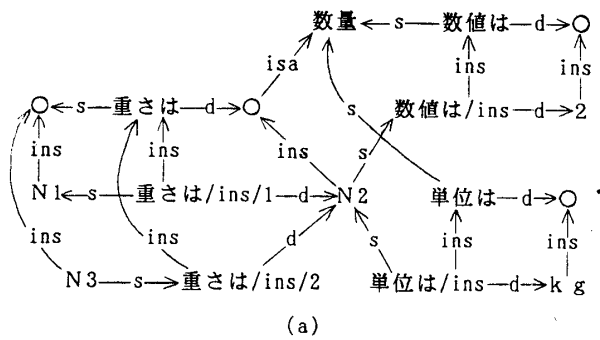 数量 s 数値は d
isa ins ins
s 重さは d 数値は/ins d 2
s
ins ins ins s
N1 s 重さは/ins/1 d N2 単位は d
ins ins d s ins ins
N3 s 重さは/ins/2 単位は/ins d kg
(a)